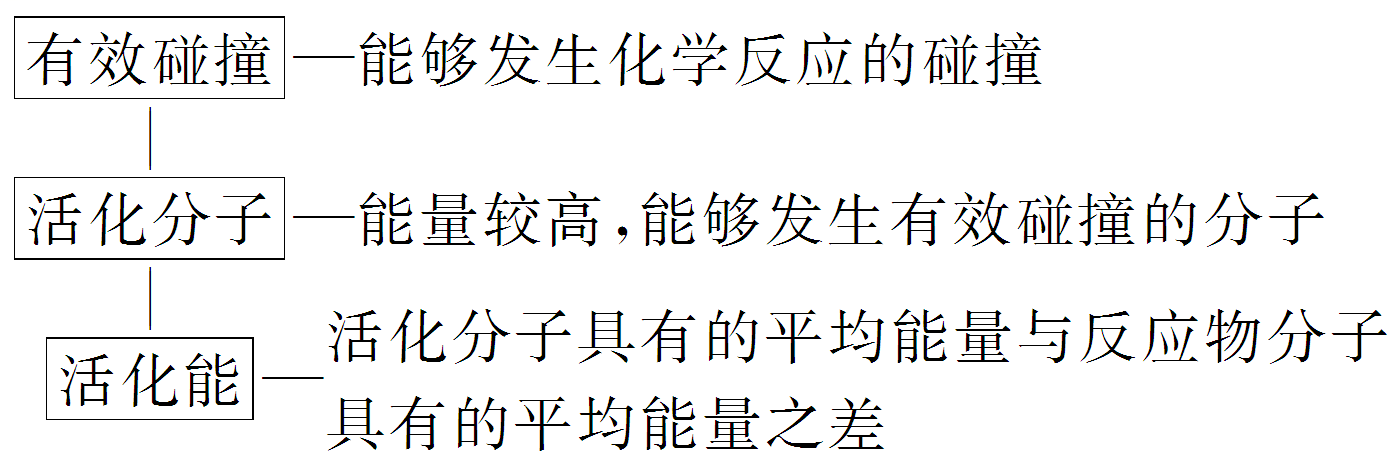 有效碰撞—能够发生化学反应的碰撞
活化分子—能量较高,能够发生有效碰撞的分子
活化能—活化分子具有的平均能量与反应物分子
具有的平均能量之差